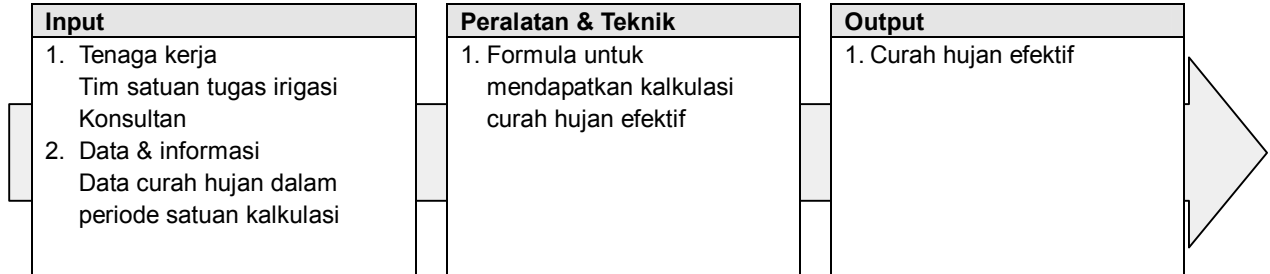 Input
1. Tenaga kerja
Tim satuan tugas irigasi
Konsultan
2. Data & informasi
Data curah hujan dalam
periode satuan kalkulasi
Peralatan & Teknik
1. Formula untuk
mendapatkan kalkulasi
curah hujan efektif
Output
1. Curah hujan efektif